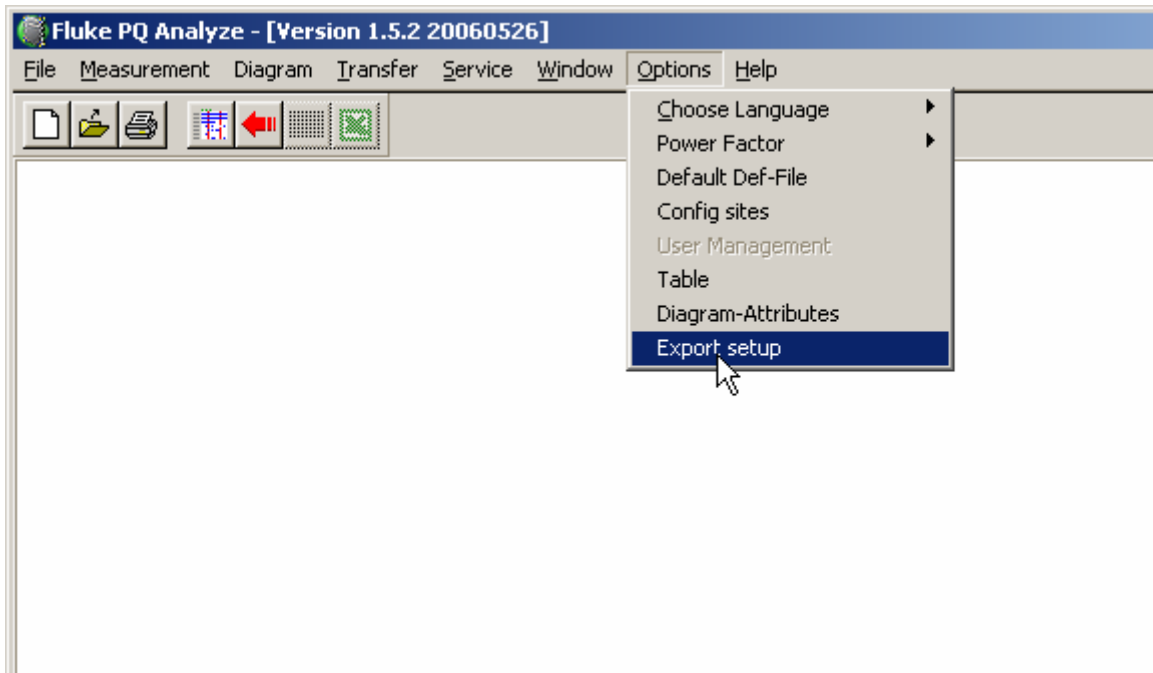 Fluke PQ Analyze - [Version 1.5.2 20060526]
File Measurement Diagram Transfer Service Window Options Help
Choose Language
Power Factor
Default Def-File
Config sites
User Management
Table
Diagram-Attributes
Export setup